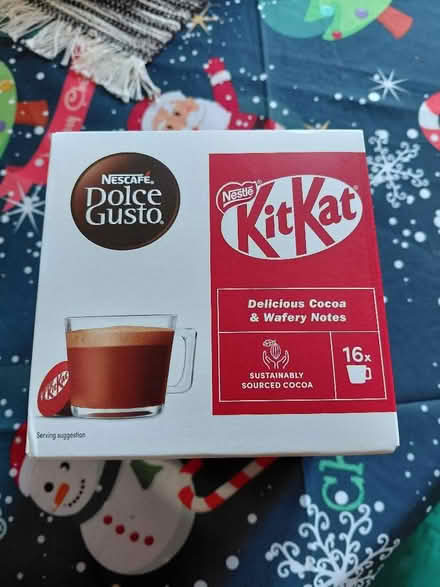 NESCAFÉ®
Dolce
Gusto®
Nestlé
KitKat®
Delicious Cocoa
& Wafery Notes
SUSTAINABLY
SOURCED COCOA
16x
KitKat
Serving suggestion